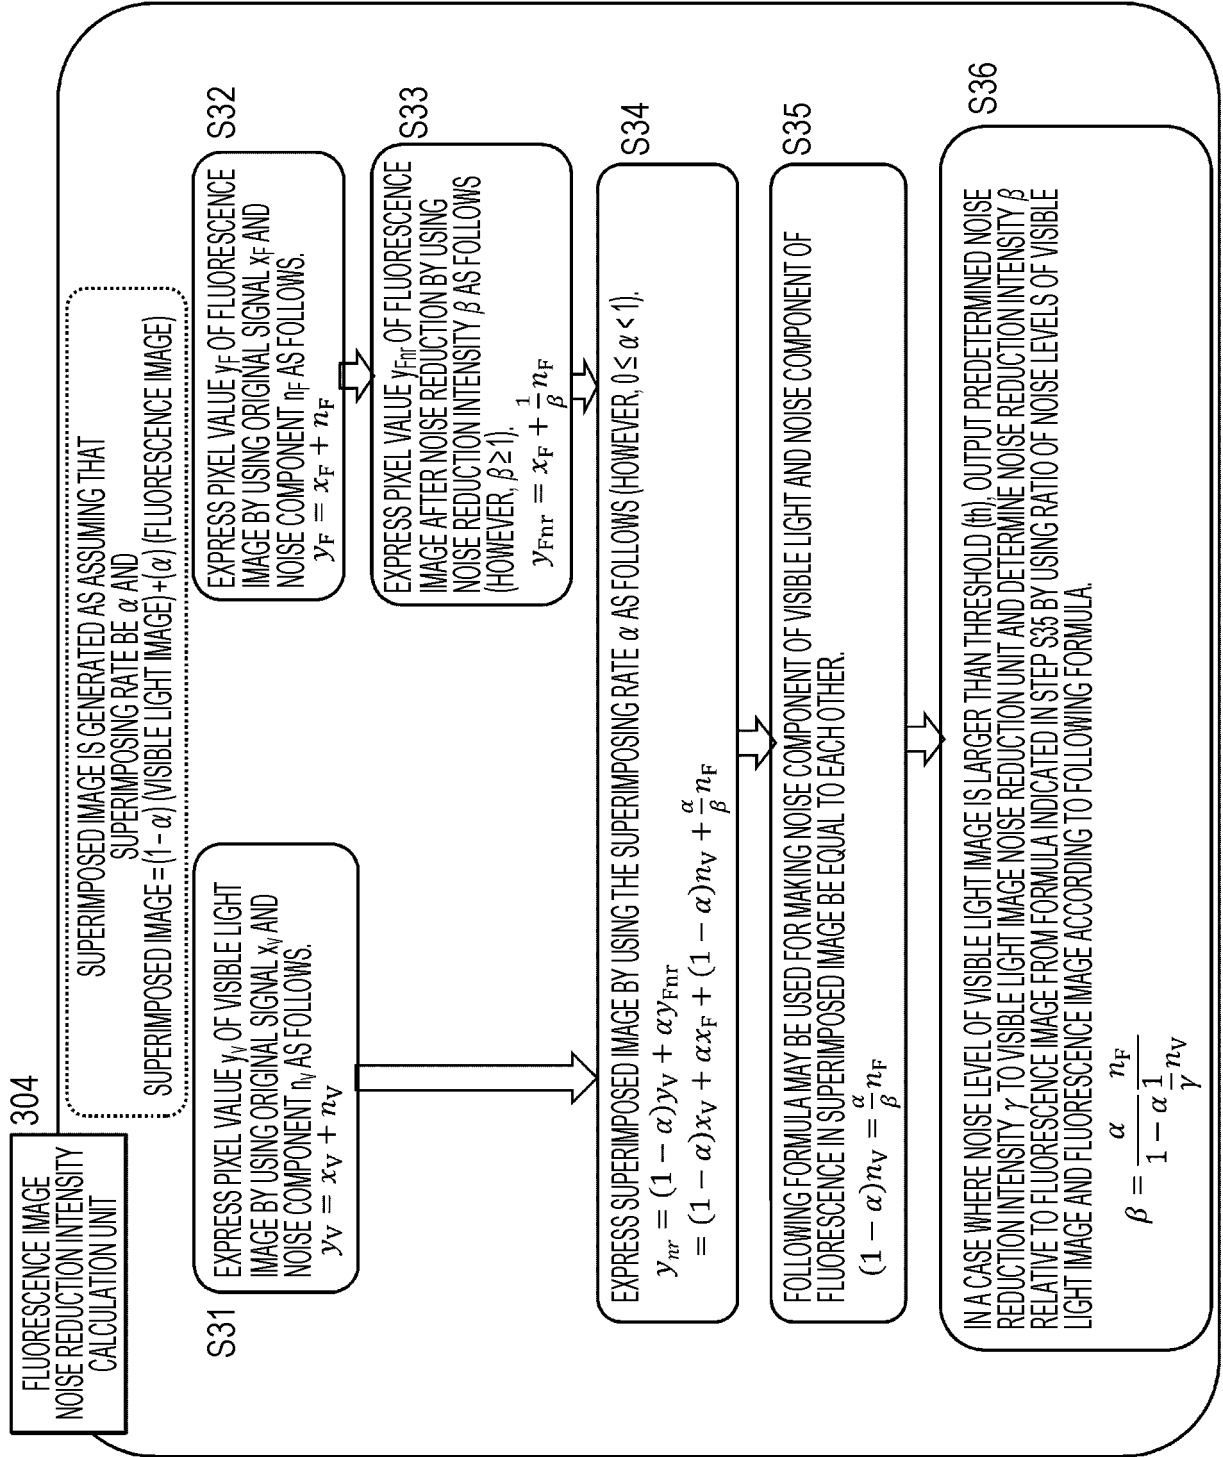 FLUORESCENCE IMAGE
NOISE REDUCTION INTENSITY
CALCULATION UNIT
304
SUPERIMPOSED IMAGE IS GENERATED AS ASSUMING THAT
SUPERIMPOSING RATE BE α AND
SUPERIMPOSED IMAGE = (1 - α) (VISIBLE LIGHT IMAGE) + (α) (FLUORESCENCE IMAGE)
S31
EXPRESS PIXEL VALUE y_V OF VISIBLE LIGHT
IMAGE BY USING ORIGINAL SIGNAL x_V AND
NOISE COMPONENT n_V AS FOLLOWS.
y_V = x_V + n_V
S32
EXPRESS PIXEL VALUE y_F OF FLUORESCENCE
IMAGE BY USING ORIGINAL SIGNAL x_F AND
NOISE COMPONENT n_F AS FOLLOWS.
y_F = x_F + n_F
S33
EXPRESS PIXEL VALUE y_Fnr OF FLUORESCENCE
IMAGE AFTER NOISE REDUCTION BY USING
NOISE REDUCTION INTENSITY β AS FOLLOWS
(HOWEVER, β ≥ 1).
y_Fnr = x_F + 1/β n_F
S34
EXPRESS SUPERIMPOSED IMAGE BY USING THE SUPERIMPOSING RATE α AS FOLLOWS (HOWEVER, 0 ≤ α < 1).
y_nr = (1 - α)y_V + αy_Fnr
= (1 - α)x_V + αx_F + (1 - α)n_V + α/β n_F
S35
FOLLOWING FORMULA MAY BE USED FOR MAKING NOISE COMPONENT OF VISIBLE LIGHT AND NOISE COMPONENT OF
FLUORESCENCE IN SUPERIMPOSED IMAGE BE EQUAL TO EACH OTHER.
(1 - α)n_V = α/β n_F
S36
IN A CASE WHERE NOISE LEVEL OF VISIBLE LIGHT IMAGE IS LARGER THAN THRESHOLD (th), OUTPUT PREDETERMINED NOISE
REDUCTION INTENSITY γ TO VISIBLE LIGHT IMAGE NOISE REDUCTION UNIT AND DETERMINE NOISE REDUCTION INTENSITY β
RELATIVE TO FLUORESCENCE IMAGE FROM FORMULA INDICATED IN STEP S35 BY USING RATIO OF NOISE LEVELS OF VISIBLE
LIGHT IMAGE AND FLUORESCENCE IMAGE ACCORDING TO FOLLOWING FORMULA.
β = α/(1 - α) n_F/(1/γ n_V)